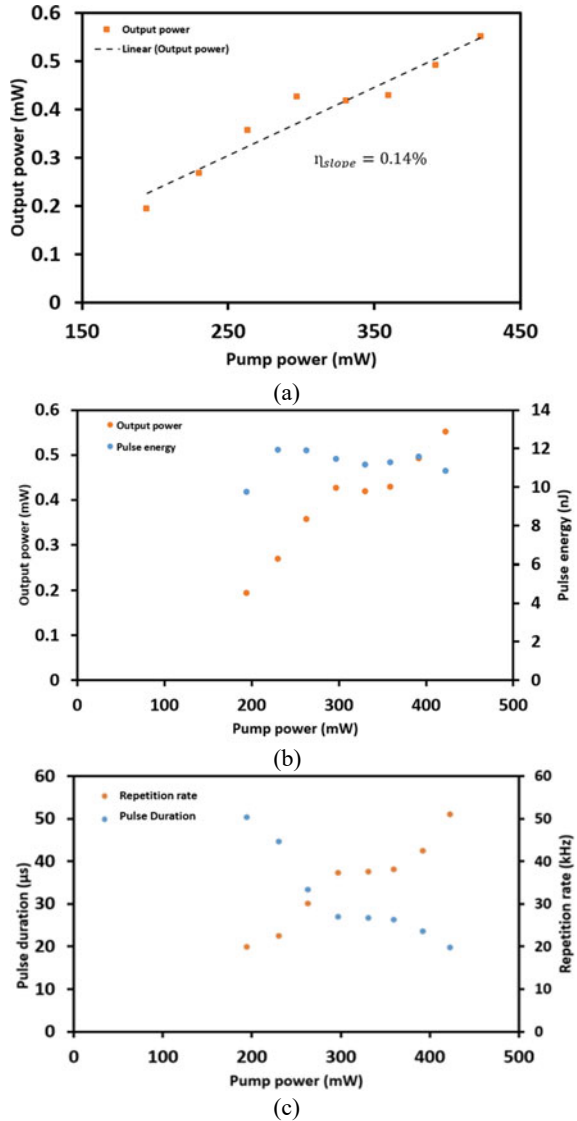 Output power
Linear (Output power)
Output power (mW)
0.6
0.5
0.4
0.3
0.2
0.1
0
ηslope = 0.14%
150
250
350
450
Pump power (mW)
(a)
Output power
Pulse energy
Output power (mW)
0.6
0.5
0.4
0.3
0.2
0.1
0
14
12
10
8
6
4
2
0
Pulse energy (nJ)
0
100
200
300
400
500
Pump power (mW)
(b)
Repetition rate
Pulse Duration
Pulse duration (µs)
60
50
40
30
20
10
0
60
50
40
30
20
10
0
Repetition rate (kHz)
0
100
200
300
400
500
Pump power (mW)
(c)